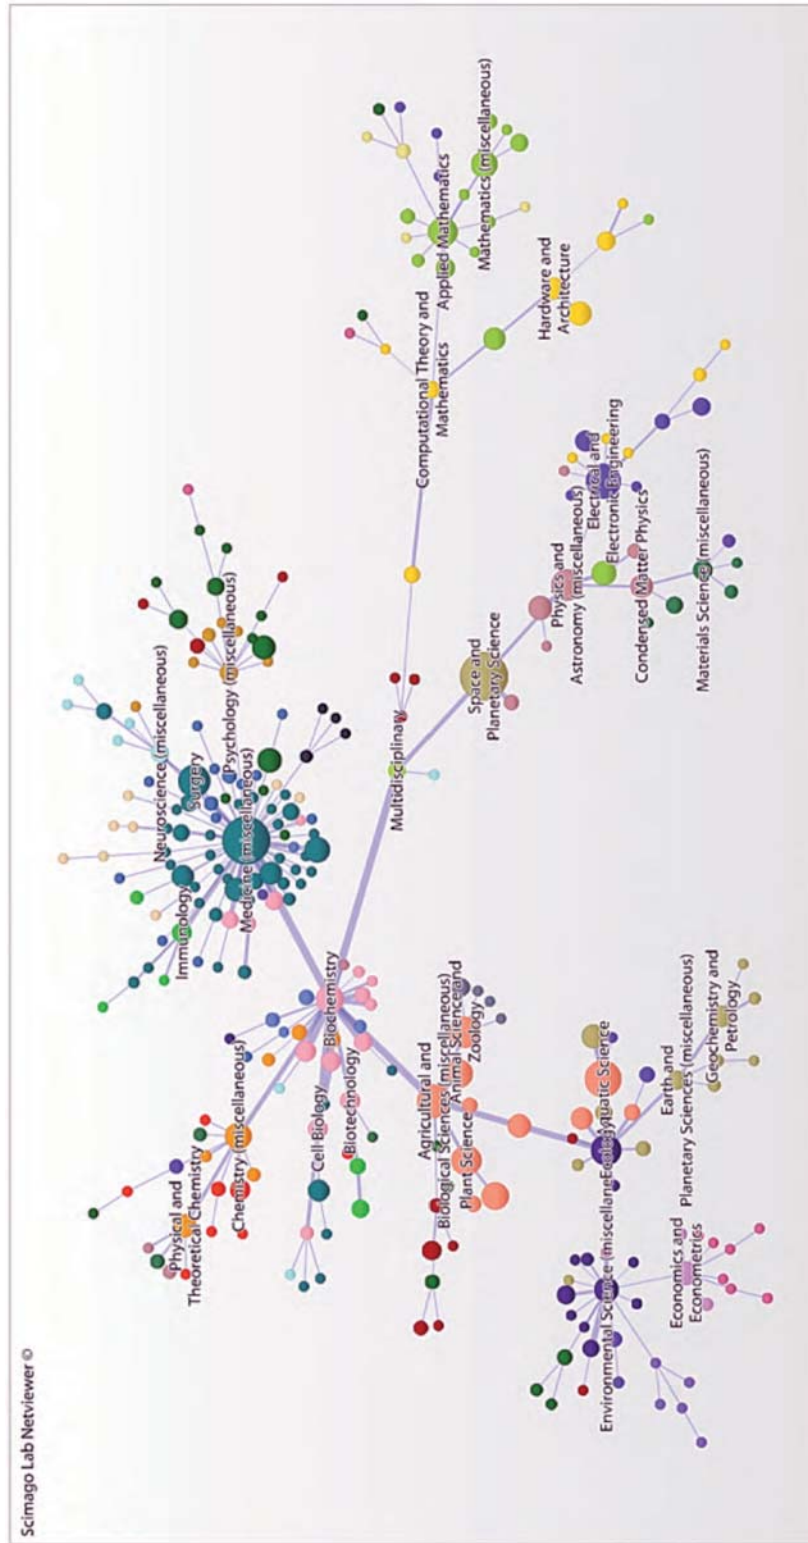 Scimago Lab Netviewer ©
Neuroscience (miscellaneous)
Physical and
Theoretical Chemistry
Immunology
Surgery
Psychology (miscellaneous)
Chemistry (miscellaneous)
Medicine (miscellaneous)
Cell Biology
Biochemistry
Biotechnology
Multidisciplinary
Agricultural and
Biological Sciences (miscellaneous)
Plant Science
Computational Theory and
Mathematics
Applied Mathematics
Animal Science and
Zoology
Space and
Planetary Science
Mathematics (miscellaneous)
Hardware and
Architecture
Physics and
Astronomy (miscellaneous)
Electrical and
Electronic Engineering
Environmental Science
Aquatic Science
Condensed Matter Physics
Economics and
Econometrics
Earth and
Planetary Sciences (miscellaneous)
Materials Science (miscellaneous)
Geochemistry and
Petrology